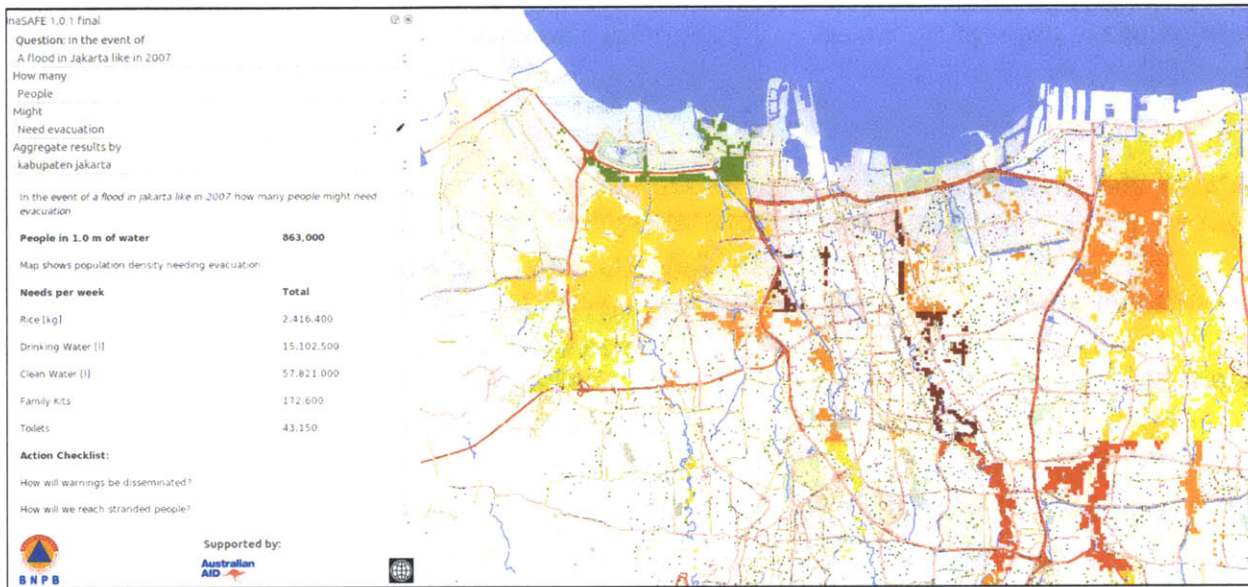 InaSAFE 1.0.1 final
Question: In the event of
A flood in Jakarta like in 2007
How many
People
Might
Need evacuation
Aggregate results by
kabupaten jakarta
In the event of a flood in jakarta like in 2007 how many people might need
evacuation
People in 1.0 m of water 863,000
Map shows population density needing evacuation
Needs per week Total
Rice [kg] 2.416.400
Drinking Water [l] 15.102.500
Clean Water [l] 57.821.000
Family Kits 172.600
Toilets 43.150
Action Checklist:
How will warnings be disseminated?
How will we reach stranded people?
Supported by:
Australian
AID
BNPB